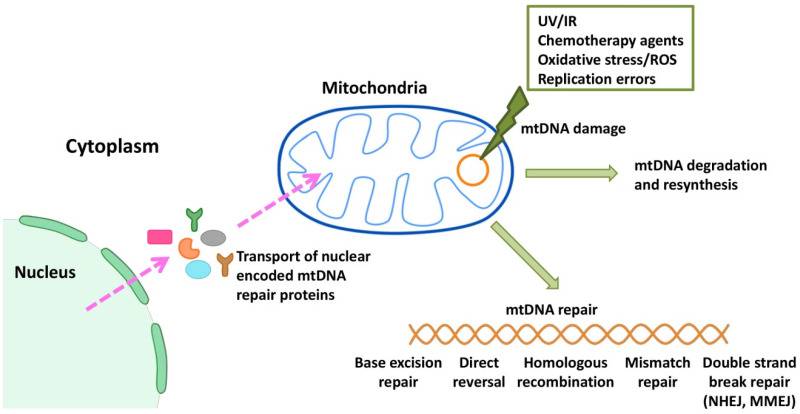 UV/IR
Chemotherapy agents
Oxidative stress/ROS
Replication errors
Mitochondria
mtDNA damage
Cytoplasm
mtDNA degradation
and resynthesis
Nucleus
Transport of nuclear
encoded mtDNA
repair proteins
mtDNA repair
Base excision
repair
Direct
reversal
Homologous
recombination
Mismatch
repair
Double strand
break repair
(NHEJ, MMEJ)